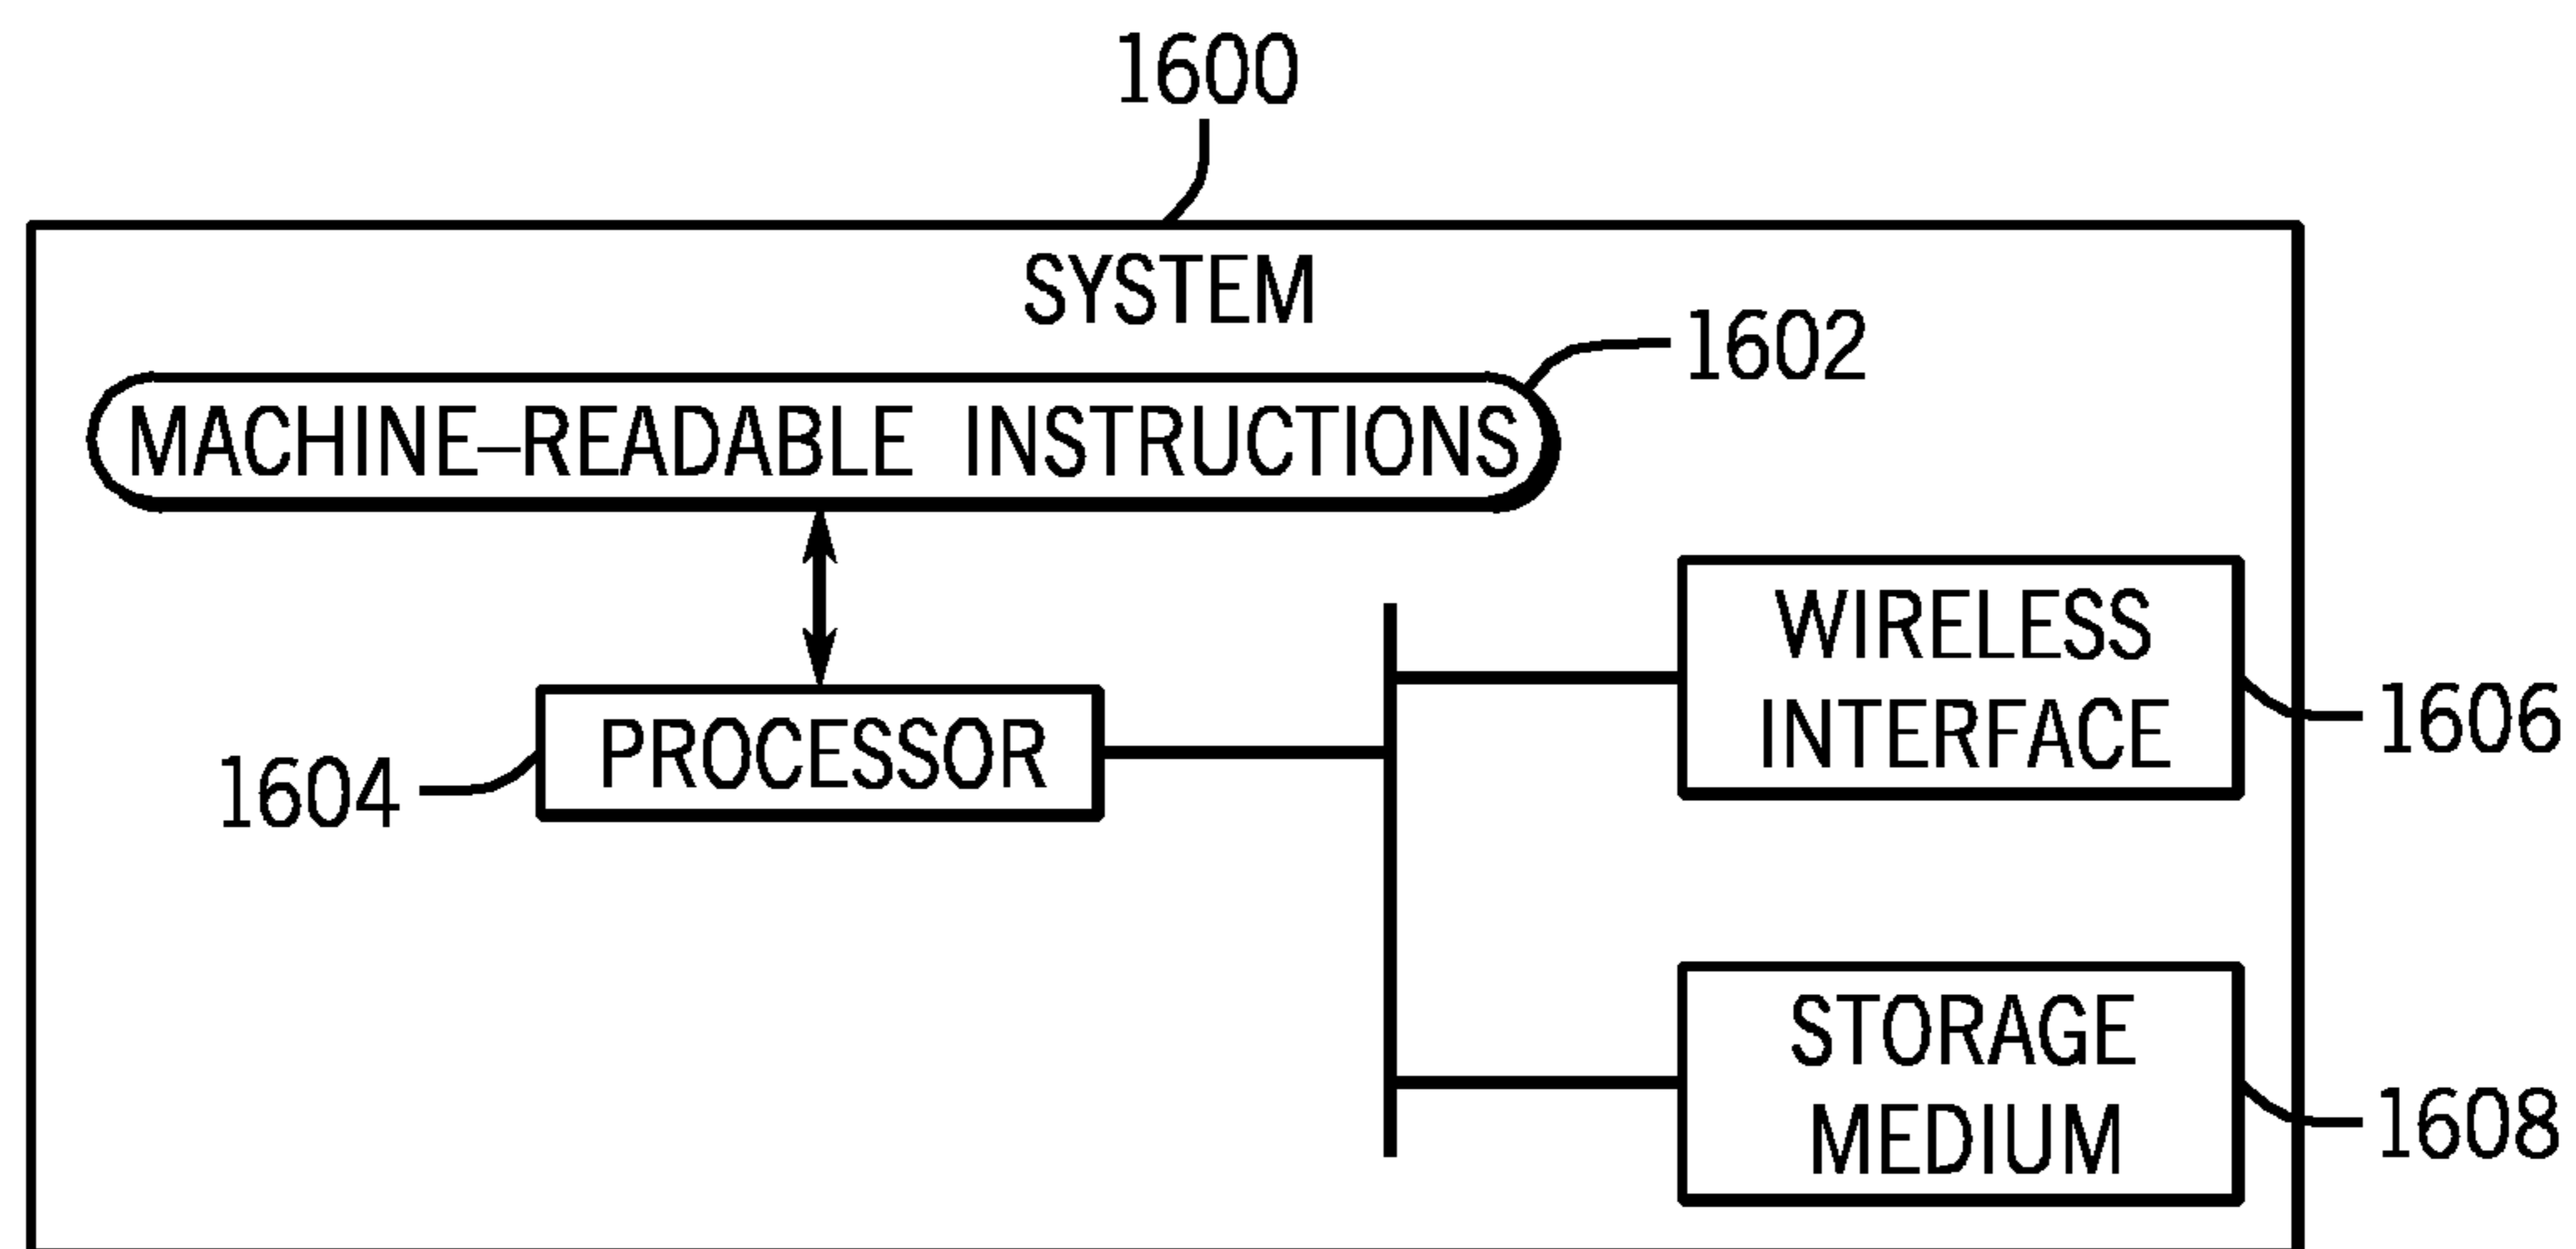 1600
SYSTEM
1602
MACHINE–READABLE INSTRUCTIONS
WIRELESS
INTERFACE
1606
1604
PROCESSOR
STORAGE
MEDIUM
1608